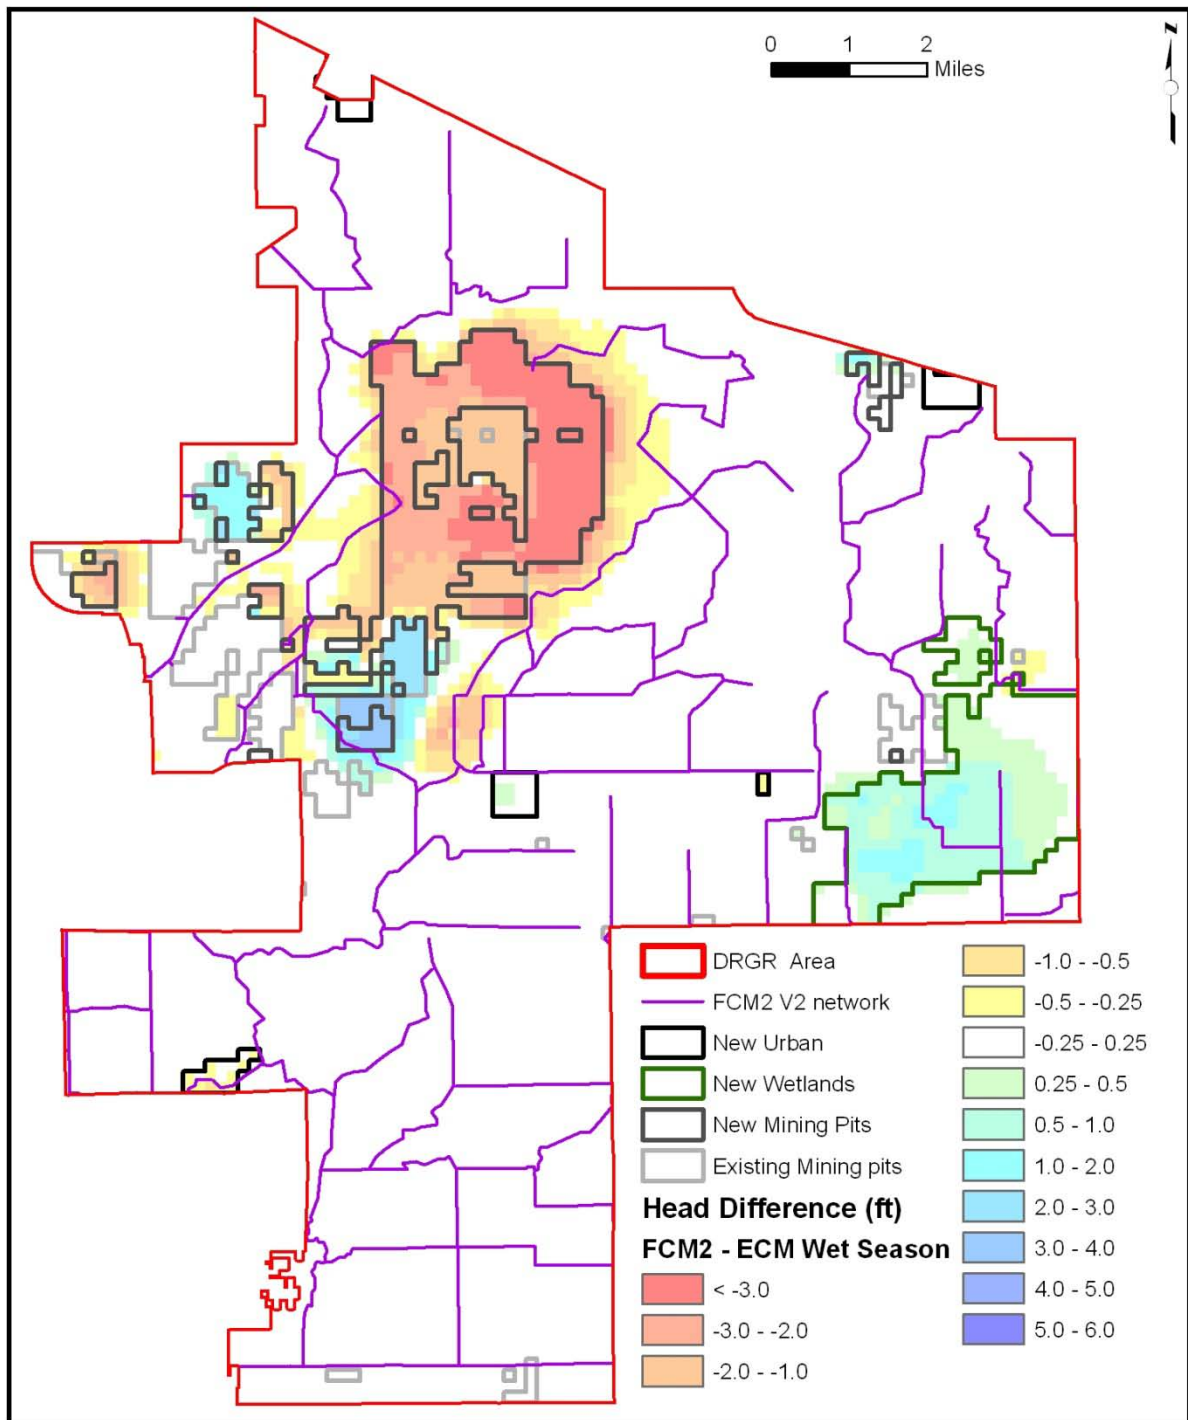 0 1 2
Miles
N
DRGR Area
FCM2 V2 network
New Urban
New Wetlands
New Mining Pits
Existing Mining pits
Head Difference (ft)
FCM2 - ECM Wet Season
< -3.0
-3.0 - -2.0
-2.0 - -1.0
-1.0 - -0.5
-0.5 - -0.25
-0.25 - 0.25
0.25 - 0.5
0.5 - 1.0
1.0 - 2.0
2.0 - 3.0
3.0 - 4.0
4.0 - 5.0
5.0 - 6.0